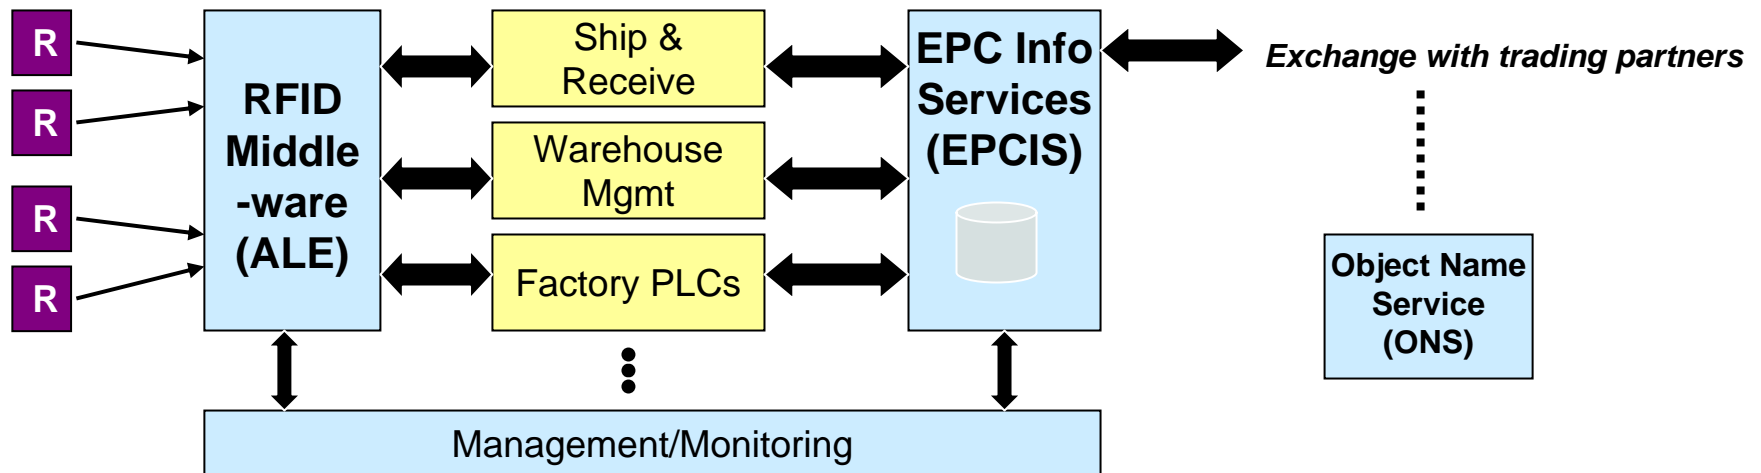 R
R
R
R
RFID
Middle
-ware
(ALE)
Ship &
Receive
Warehouse
Mgmt
Factory PLCs
EPC Info
Services
(EPCIS)
Exchange with trading partners
Object Name
Service
(ONS)
Management/Monitoring